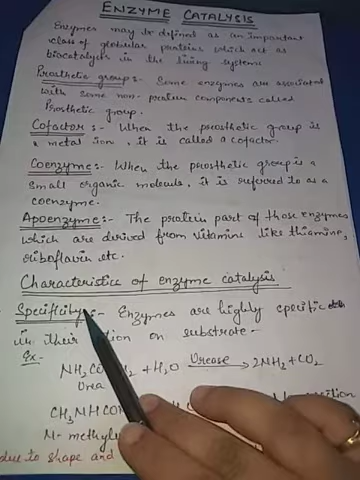 ENZYME CATALYSIS
Enzymes may be defined as an important
class of globular proteins which act as
biocatalysts in the living system
Prosthetic group:- Some enzymes are associated
with some non-protein components called
Prosthetic group.
Cofactor:- When the prosthetic group is
a metal ion, it is called a cofactor.
Coenzyme:- When the prosthetic group is a
small organic molecule, it is referred to as a
coenzyme.
Apoenzyme:- The protein part of those enzymes
which are derived from vitamins like thiamine,
riboflavin etc.
Characteristics of enzyme catalysis
Specificity:- Enzymes are highly specific
in their action on substrate-
Ex-
NH2CO + H2O Urease → 2NH3 + CO2
Urea
CH3NHCO
N-methyl
due to shape and